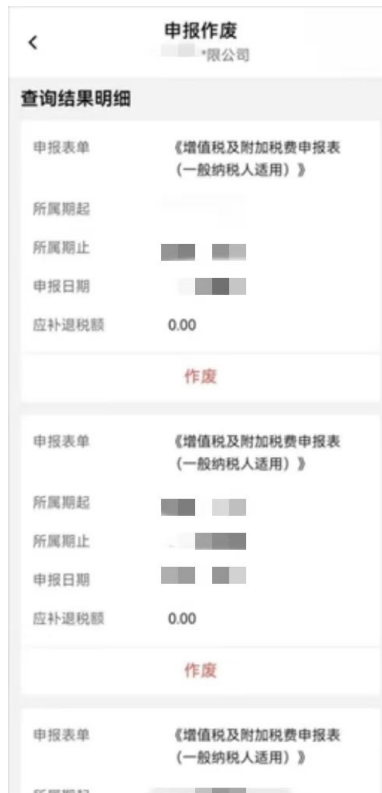 申报作废
*限公司
查询结果明细
申报表单
《增值税及附加税费申报表
（一般纳税人适用）》
所属期起
所属期止
申报日期
应补退税额
0.00
作废
申报表单
《增值税及附加税费申报表
（一般纳税人适用）》
所属期起
所属期止
申报日期
应补退税额
0.00
作废
申报表单
《增值税及附加税费申报表
（一般纳税人适用）》